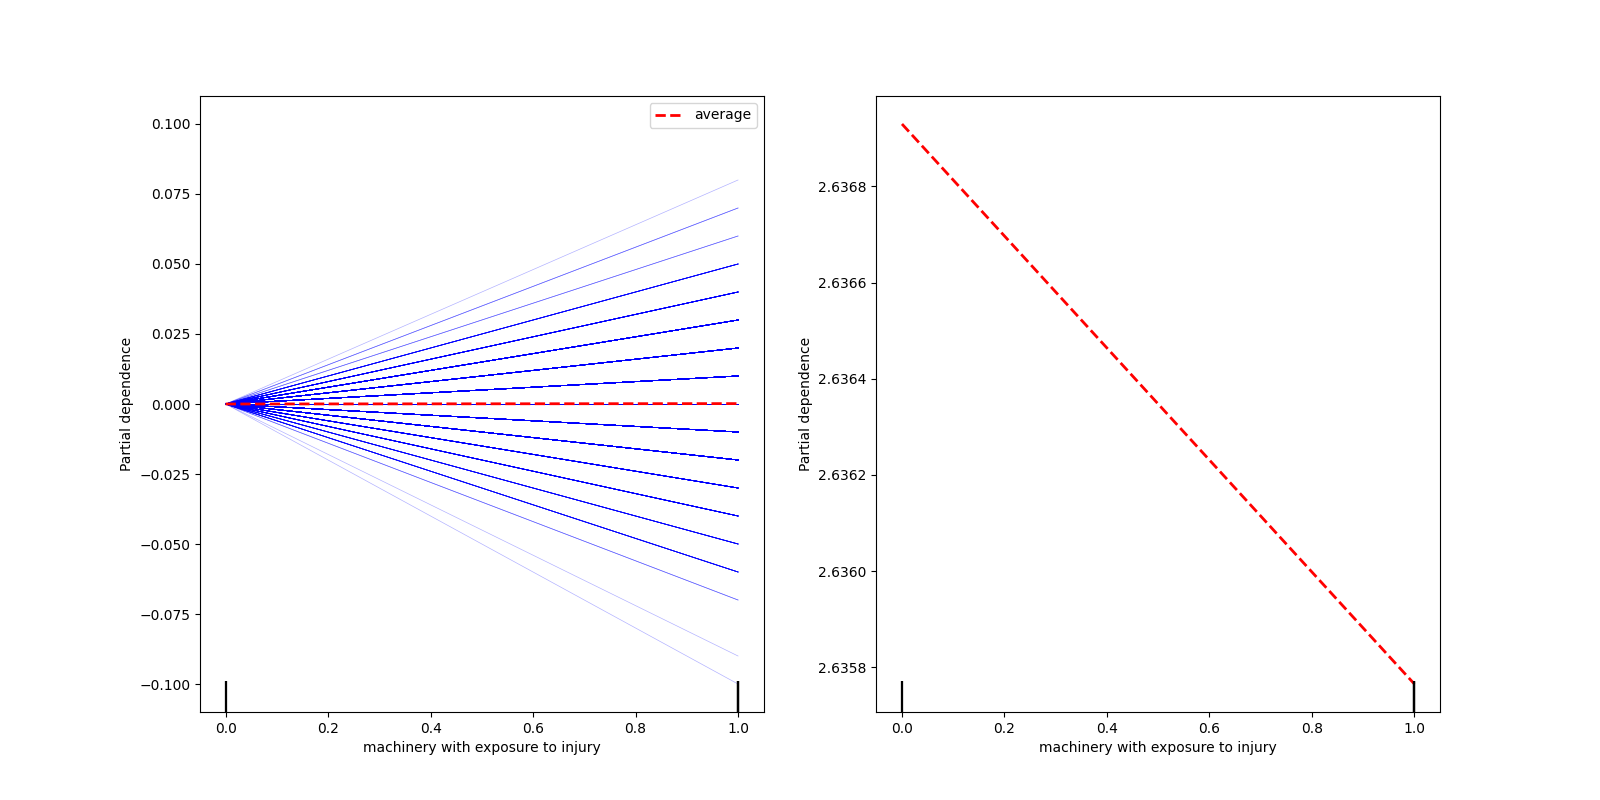 average
0.100
0.075
0.050
0.025
0.000
−0.025
−0.050
−0.075
−0.100
Partial dependence
0.0 0.2 0.4 0.6 0.8 1.0
machinery with exposure to injury
2.6368
2.6366
2.6364
2.6362
2.6360
2.6358
Partial dependence
0.0 0.2 0.4 0.6 0.8 1.0
machinery with exposure to injury